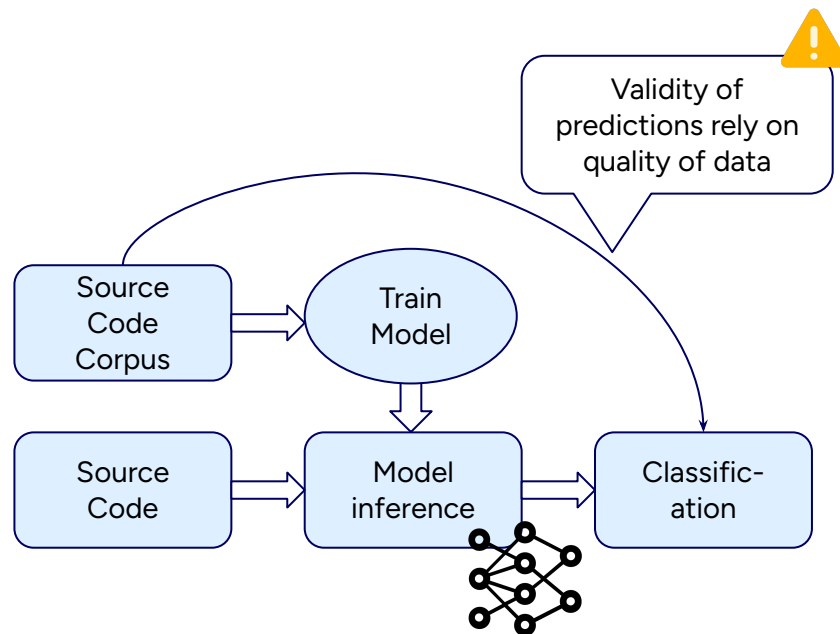 Validity of
predictions rely on
quality of data
Source
Code
Corpus
Train
Model
Source
Code
Model
inference
Classific-
ation